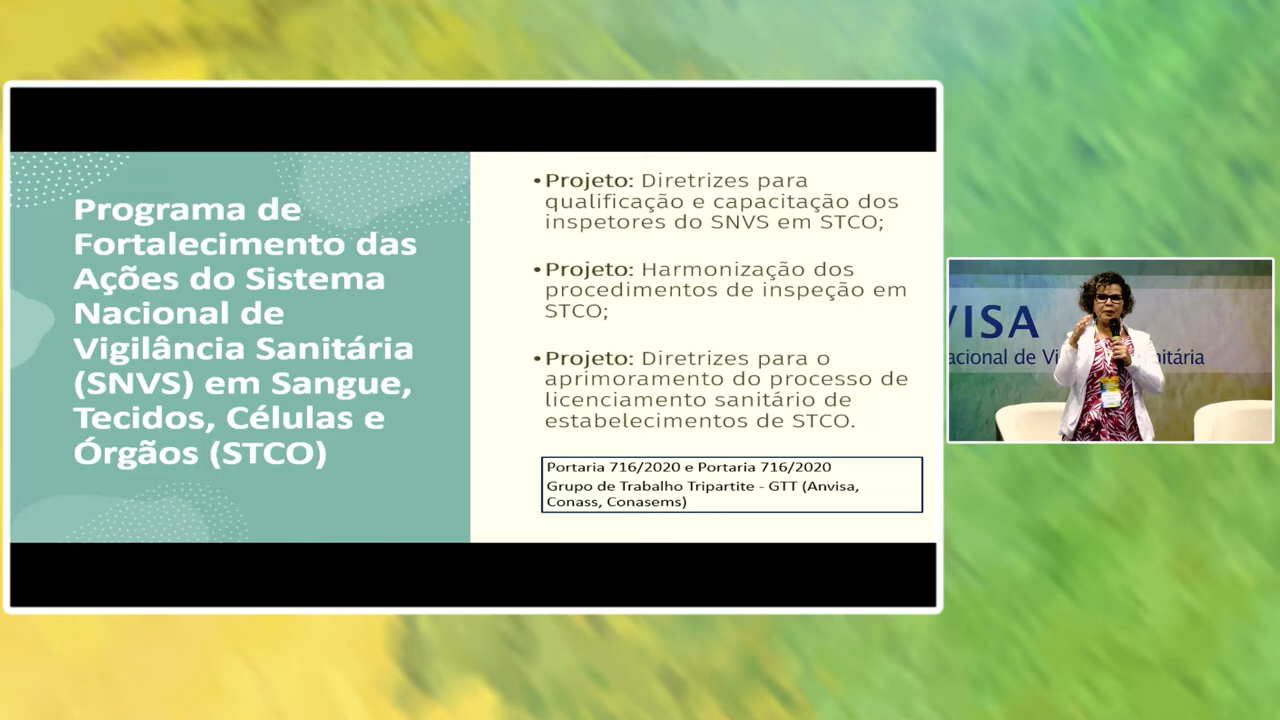 Programa de
Fortalecimento das
Ações do Sistema
Nacional de
Vigilância Sanitária
(SNVS) em Sangue,
Tecidos, Células e
Órgãos (STCO)
•Projeto: Diretrizes para
qualificação e capacitação dos
inspetores do SNVS em STCO;
•Projeto: Harmonização dos
procedimentos de inspeção em
STCO;
•Projeto: Diretrizes para o
aprimoramento do processo de
licenciamento sanitário de
estabelecimentos de STCO.
Portaria 716/2020 e Portaria 716/2020
Grupo de Trabalho Tripartite - GTT (Anvisa,
Conass, Conasems)
VISA
acional de Vi itária